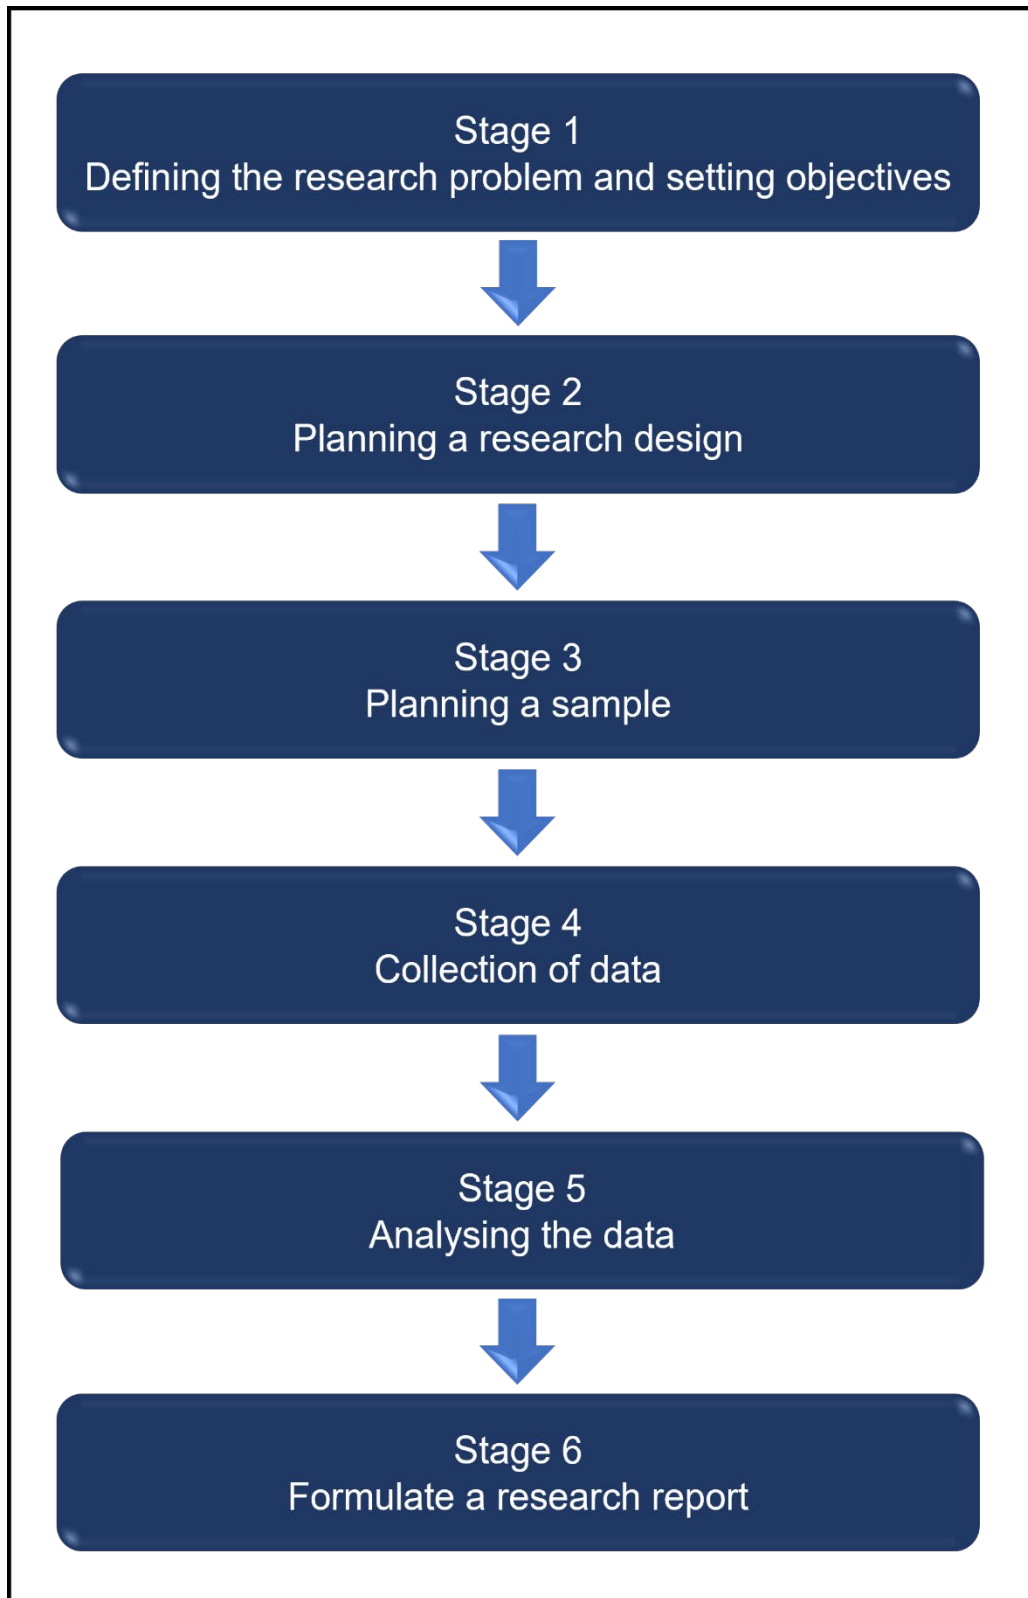 Stage 1
Defining the research problem and setting objectives
Stage 2
Planning a research design
Stage 3
Planning a sample
Stage 4
Collection of data
Stage 5
Analysing the data
Stage 6
Formulate a research report